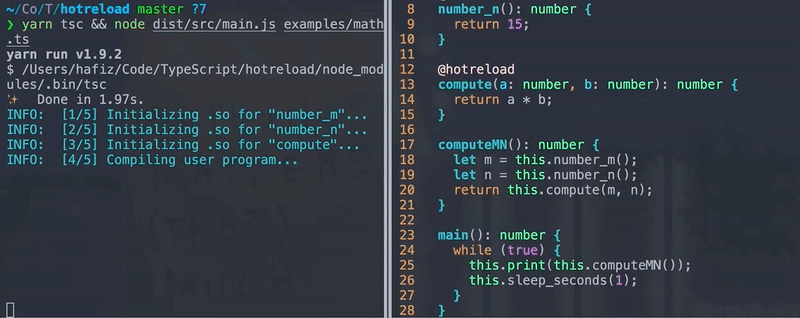 ~/Co/T/hotreload master ?7
❯ yarn tsc && node dist/src/main.js examples/math
.ts
yarn run v1.9.2
$ /Users/hafiz/Code/TypeScript/hotreload/node_mod
ules/.bin/tsc
✨  Done in 1.97s.
INFO:  [1/5] Initializing .so for "number_m"...
INFO:  [2/5] Initializing .so for "number_n"...
INFO:  [3/5] Initializing .so for "compute"...
INFO:  [4/5] Compiling user program...
8  number_n(): number {
9    return 15;
10  }
11
12  @hotreload
13  compute(a: number, b: number): number {
14    return a * b;
15  }
16
17  computeMN(): number {
18    let m = this.number_m();
19    let n = this.number_n();
20    return this.compute(m, n);
21  }
22
23  main(): number {
24    while (true) {
25      this.print(this.computeMN());
26      this.sleep_seconds(1);
27    }
28  }